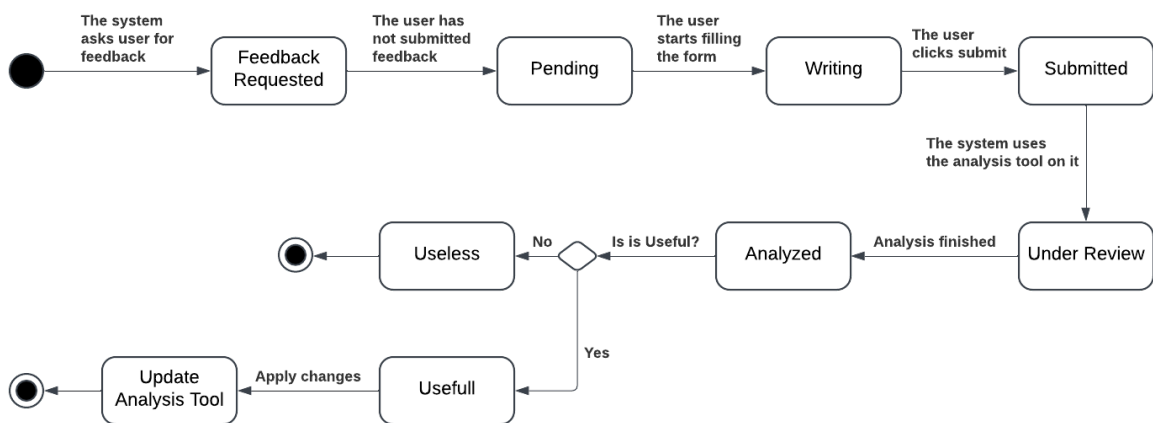 The system
asks user for
feedback
Feedback
Requested
The user has
not submitted
feedback
Pending
The user
starts filling
the form
Writing
The user
clicks submit
Submitted
The system uses
the analysis tool on it
Under Review
Analysis finished
Analyzed
Is is Useful?
No
Useless
Yes
Usefull
Apply changes
Update
Analysis Tool